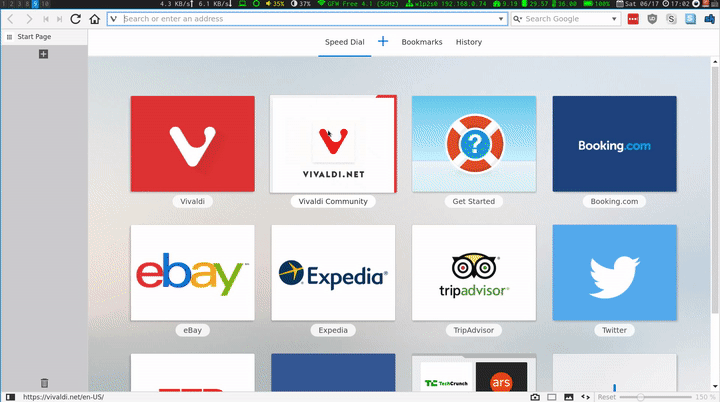 1 2 3 8 9 10 4.3 KB/s 6.1 KB/s 35% 37% GFW Free 4.1 (5GHz) wlp2s0 192.168.0.74 9.19 29.57 36.00 100% Sat 06/17 17:02
Search or enter an address Search Google
Start Page
Speed Dial Bookmarks History
VIVALDI.NET
?
Booking.com
Vivaldi Vivaldi Community Get Started Booking.com
ebay Expedia tripadvisor
eBay Expedia TripAdvisor Twitter
TC TechCrunch ars
https://vivaldi.net/en-US/ Reset 150 %